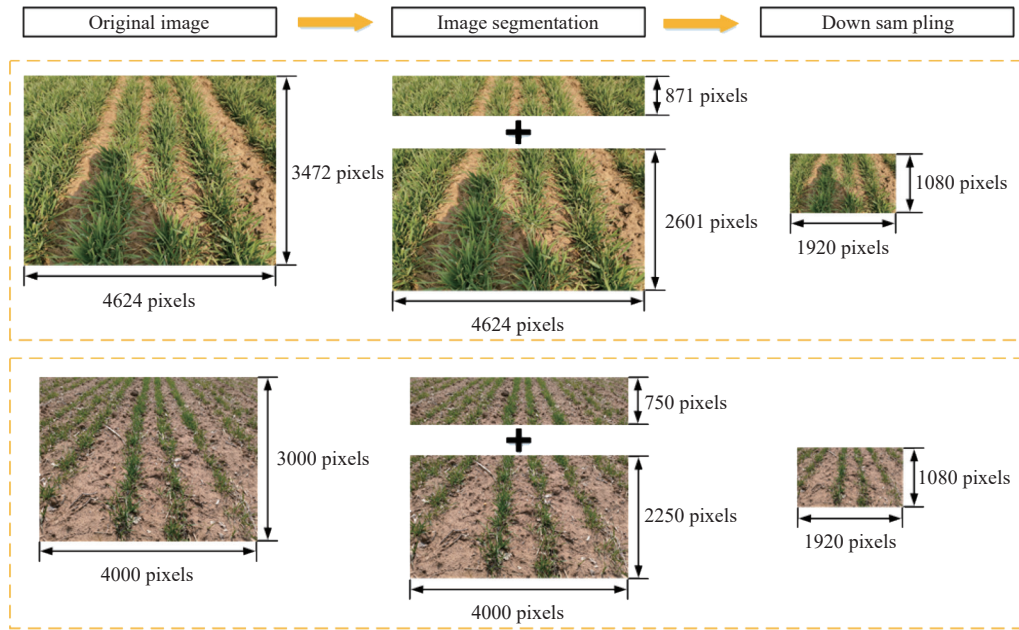 Original image
Image segmentation
Down sam pling
3472 pixels
4624 pixels
871 pixels
2601 pixels
4624 pixels
1080 pixels
1920 pixels
3000 pixels
4000 pixels
750 pixels
2250 pixels
4000 pixels
1080 pixels
1920 pixels